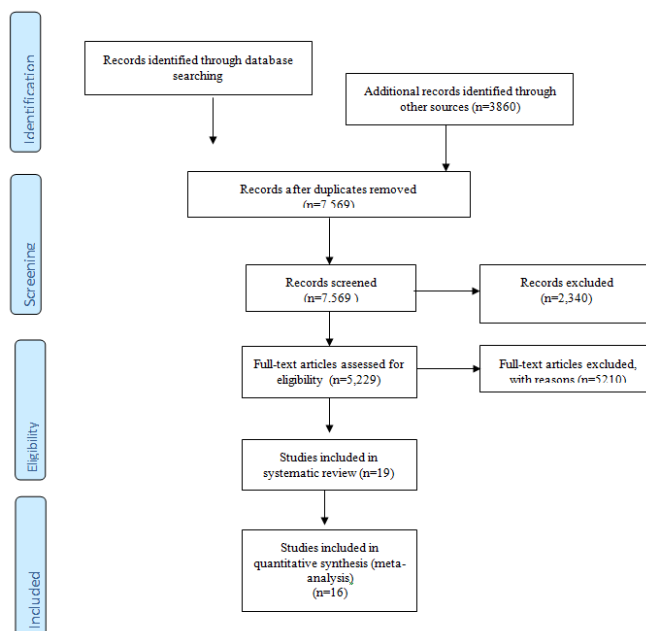 Identification
Records identified through database
searching
Additional records identified through
other sources (n=3860)
Screening
Records after duplicates removed
(n=7,569)
Records screened
(n=7,569 )
Records excluded
(n=2,340)
Eligibility
Full-text articles assessed for
eligibility (n=5,229)
Full-text articles excluded,
with reasons (n=5210)
Studies included in
systematic review (n=19)
Included
Studies included in
quantitative synthesis (meta-
analysis)
(n=16)